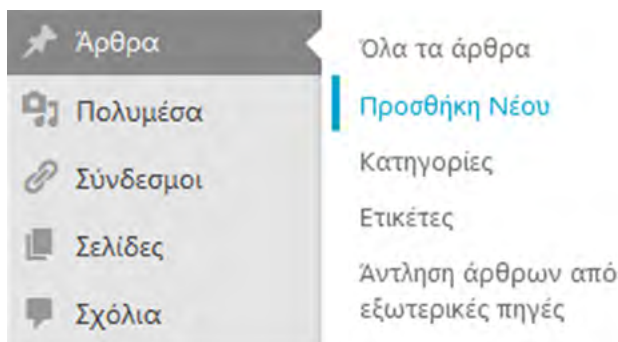 Άρθρα
Πολυμέσα
Σύνδεσμοι
Σελίδες
Σχόλια
Όλα τα άρθρα
Προσθήκη Νέου
Κατηγορίες
Ετικέτες
Άντληση άρθρων από
εξωτερικές πηγές